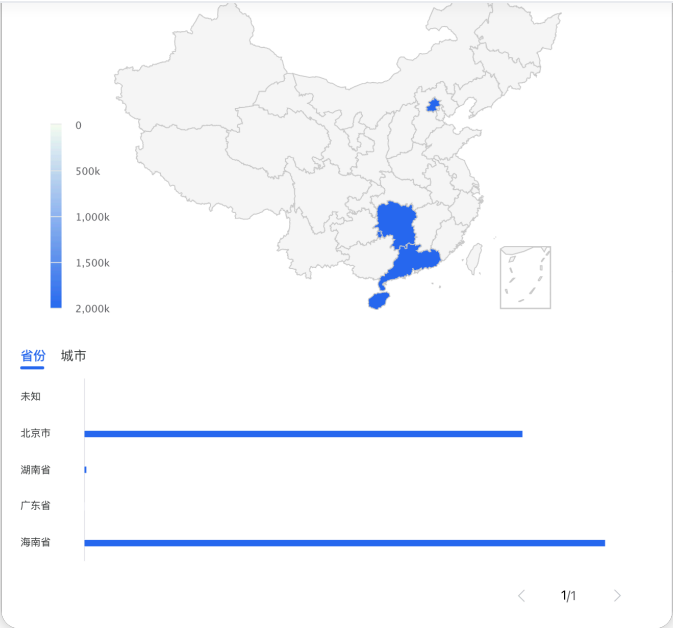 0
500k
1,000k
1,500k
2,000k
省份 城市
未知
北京市
湖南省
广东省
海南省
1/1